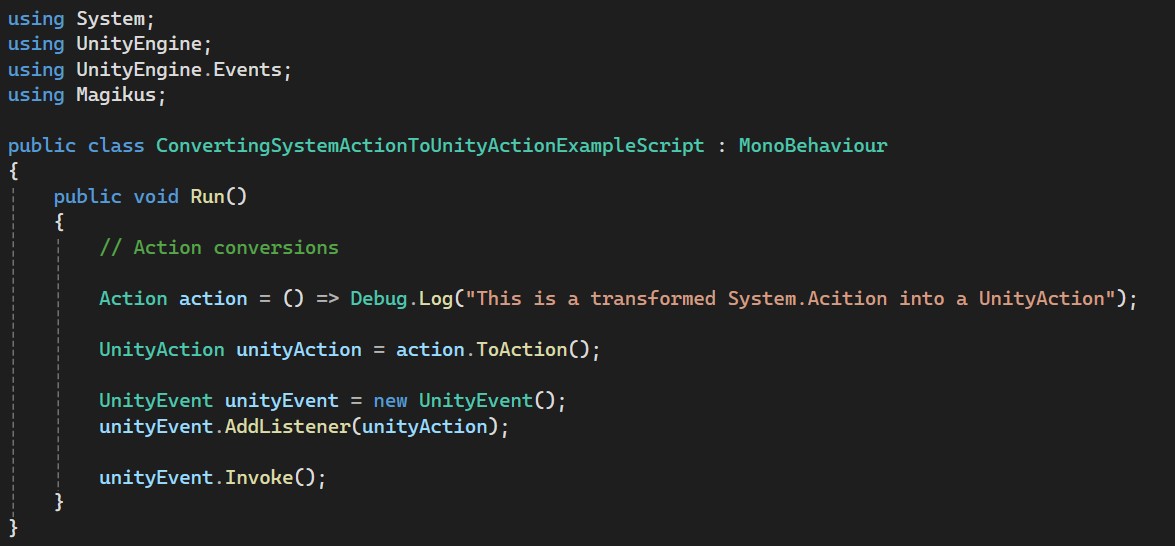 using System;
using UnityEngine;
using UnityEngine.Events;
using Magikus;

public class ConvertingSystemActionToUnityActionExampleScript : MonoBehaviour
{
    public void Run()
    {
        // Action conversions

        Action action = () => Debug.Log("This is a transformed System.Acition into a UnityAction");

        UnityAction unityAction = action.ToAction();

        UnityEvent unityEvent = new UnityEvent();
        unityEvent.AddListener(unityAction);

        unityEvent.Invoke();
    }
}